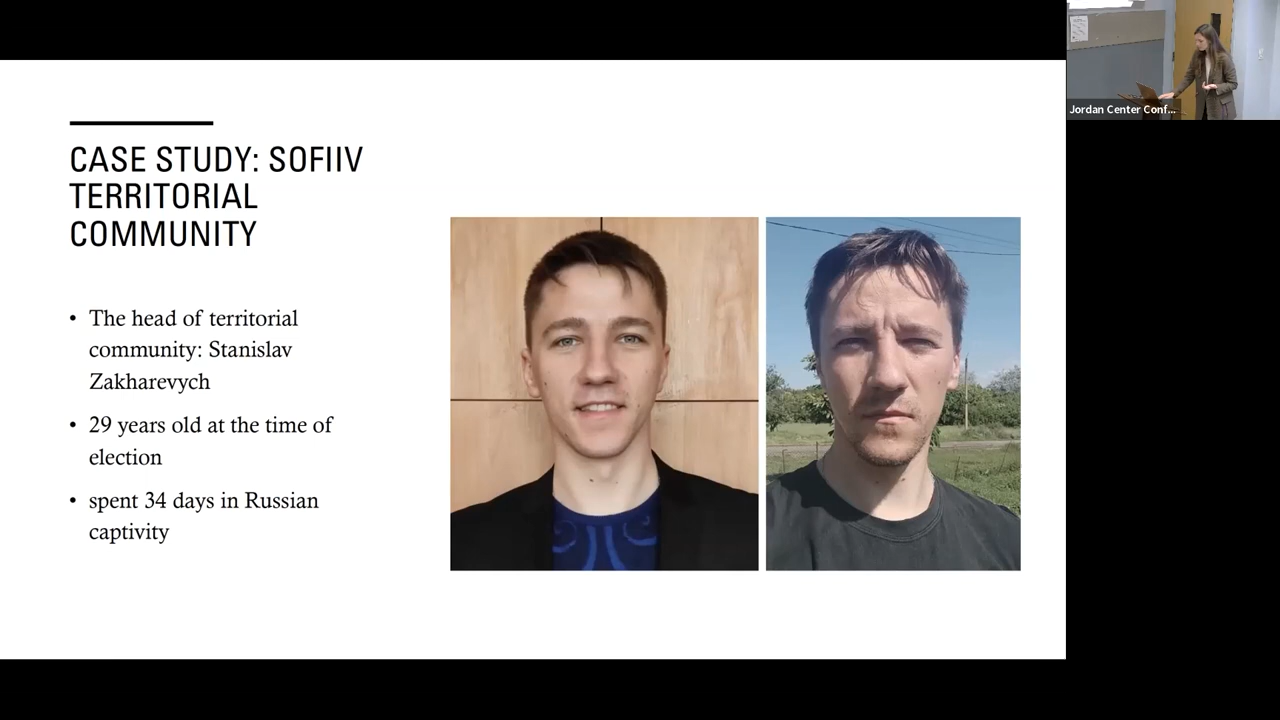 CASE STUDY: SOFIIV
TERRITORIAL
COMMUNITY
• The head of territorial
community: Stanislav
Zakharevych
• 29 years old at the time of
election
• spent 34 days in Russian
captivity
Jordan Center Conf...